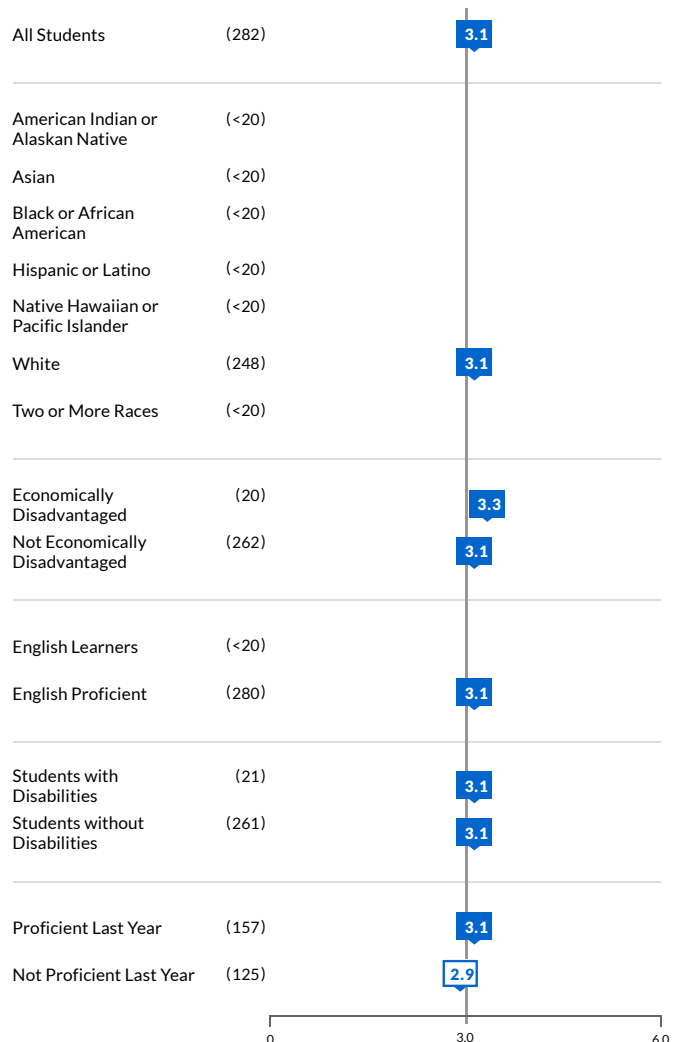 All Students (282) 3.1
American Indian or (<20)
Alaskan Native
Asian (<20)
Black or African (<20)
American
Hispanic or Latino (<20)
Native Hawaiian or (<20)
Pacific Islander
White (248) 3.1
Two or More Races (<20)
Economically (20) 3.3
Disadvantaged
Not Economically (262) 3.1
Disadvantaged
English Learners (<20)
English Proficient (280) 3.1
Students with (21) 3.1
Disabilities
Students without (261) 3.1
Disabilities
Proficient Last Year (157) 3.1
Not Proficient Last Year (125) 2.9
0 3.0 6.0